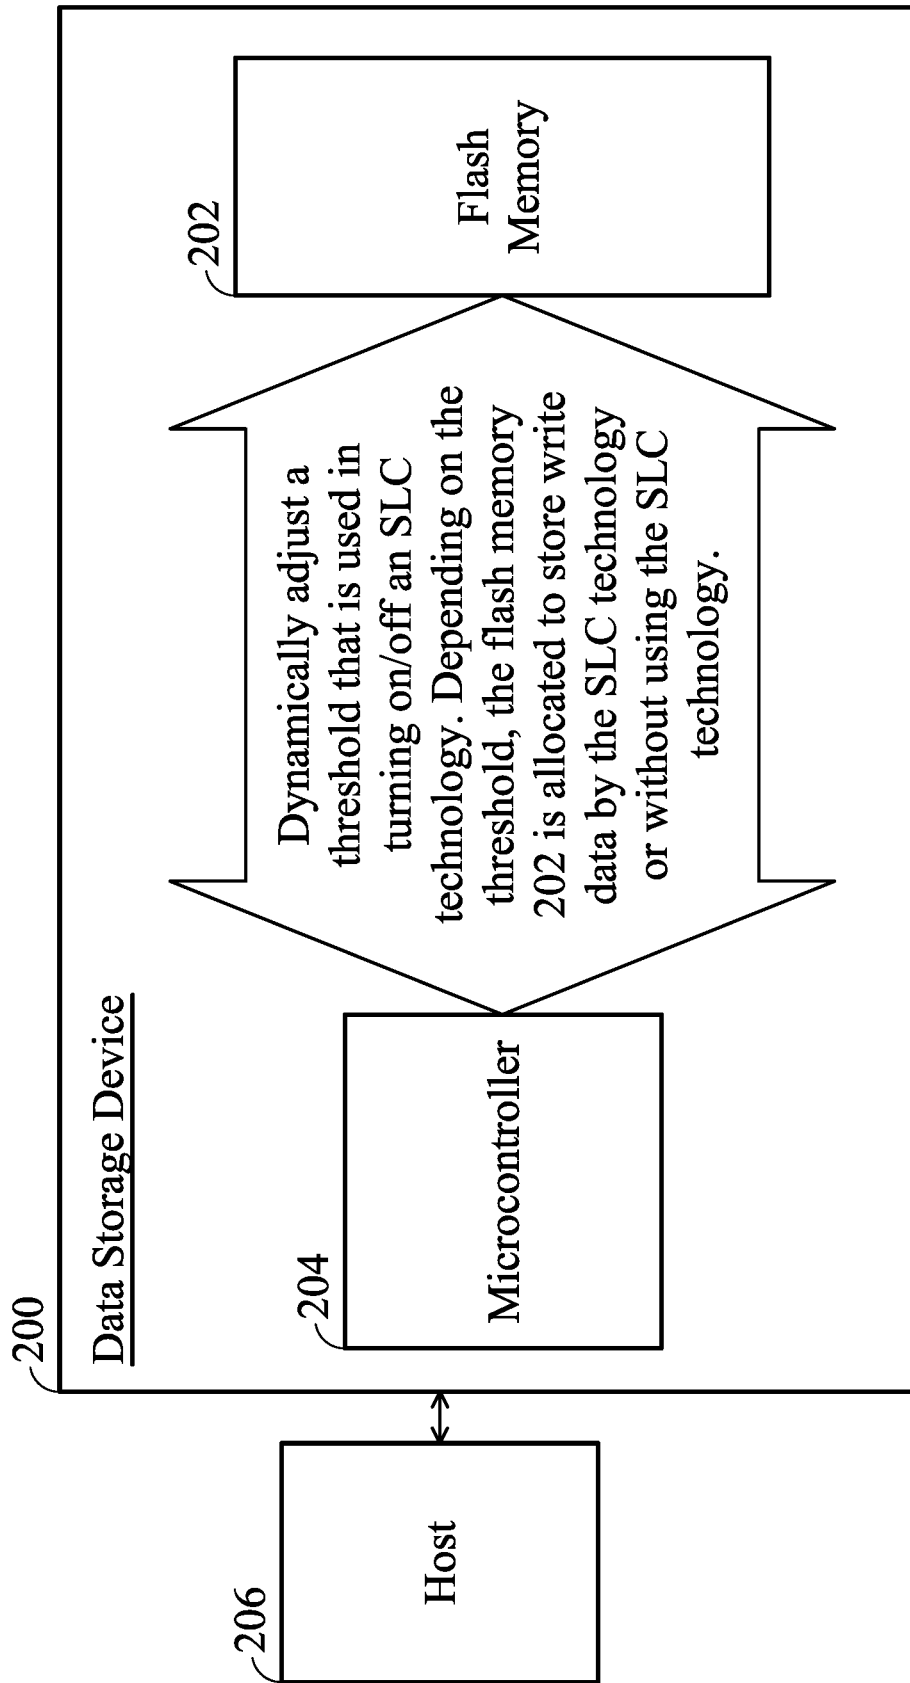 200
Data Storage Device
206
Host
204
Microcontroller
Dynamically adjust a
threshold that is used in
turning on/off an SLC
technology. Depending on the
threshold, the flash memory
202 is allocated to store write
data by the SLC technology
or without using the SLC
technology.
202
Flash
Memory